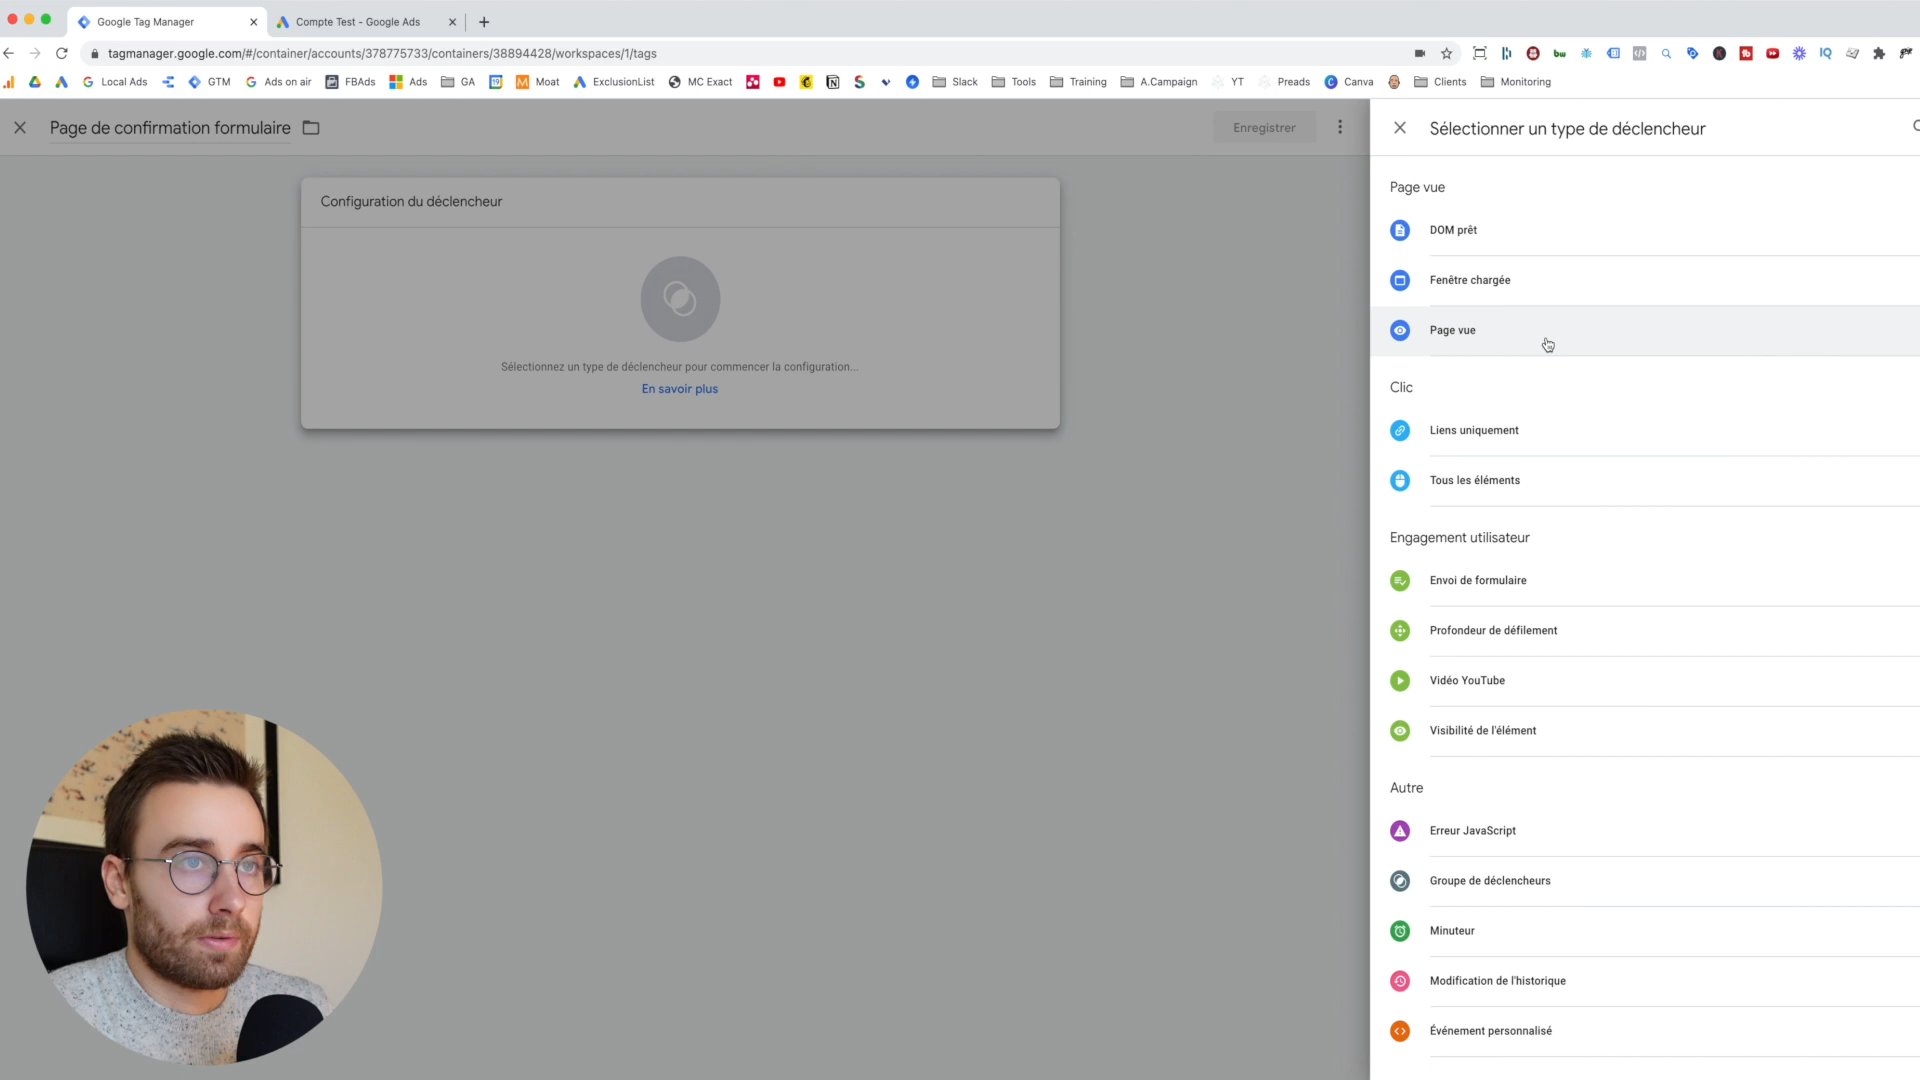 Google Tag Manager
Compte Test - Google Ads
tagmanager.google.com/#/container/accounts/378775733/containers/38894428/workspaces/1/tags
Local Ads GTM Ads on air FBAds Ads GA Moat ExclusionList MC Exact Slack Tools Training A.Campaign YT Preads Canva Clients Monitoring
Page de confirmation formulaire
Enregistrer
Configuration du déclencheur
Sélectionnez un type de déclencheur pour commencer la configuration...
En savoir plus
Sélectionner un type de déclencheur
Page vue
DOM prêt
Fenêtre chargée
Page vue
Clic
Liens uniquement
Tous les éléments
Engagement utilisateur
Envoi de formulaire
Profondeur de défilement
Vidéo YouTube
Visibilité de l'élément
Autre
Erreur JavaScript
Groupe de déclencheurs
Minuteur
Modification de l'historique
Événement personnalisé